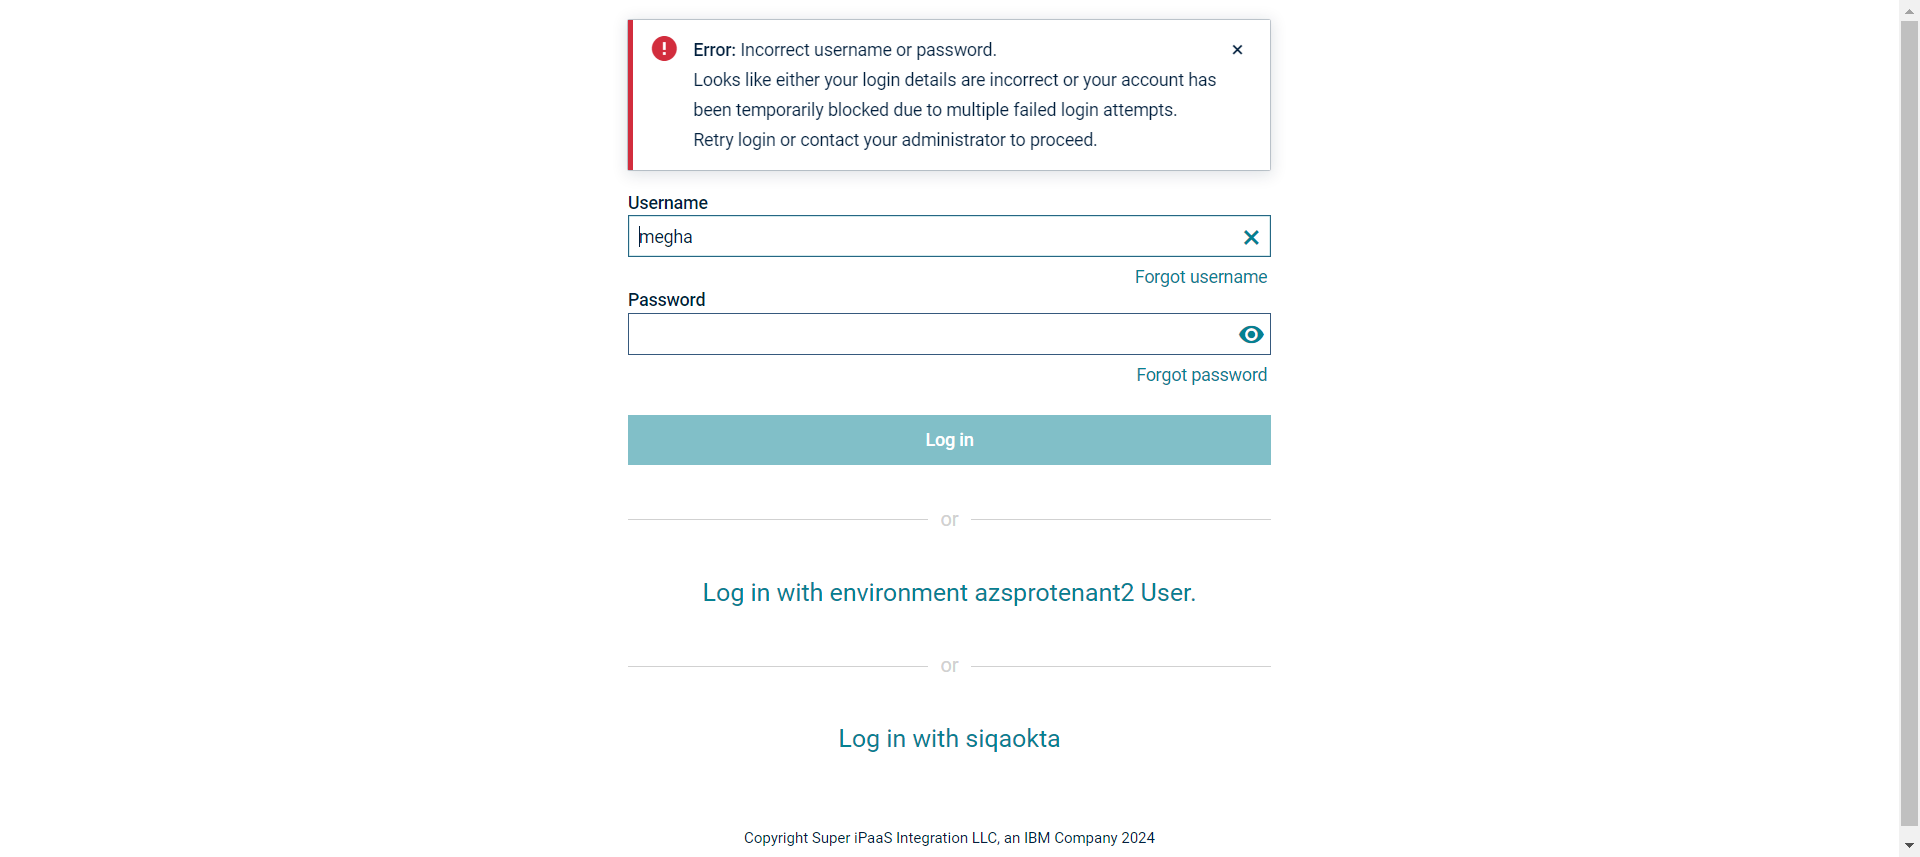 Error: Incorrect username or password.
Looks like either your login details are incorrect or your account has
been temporarily blocked due to multiple failed login attempts.
Retry login or contact your administrator to proceed.
Username
megha
Forgot username
Password
Forgot password
Log in
or
Log in with environment azsprotenant2 User.
or
Log in with siqaokta
Copyright Super iPaaS Integration LLC, an IBM Company 2024